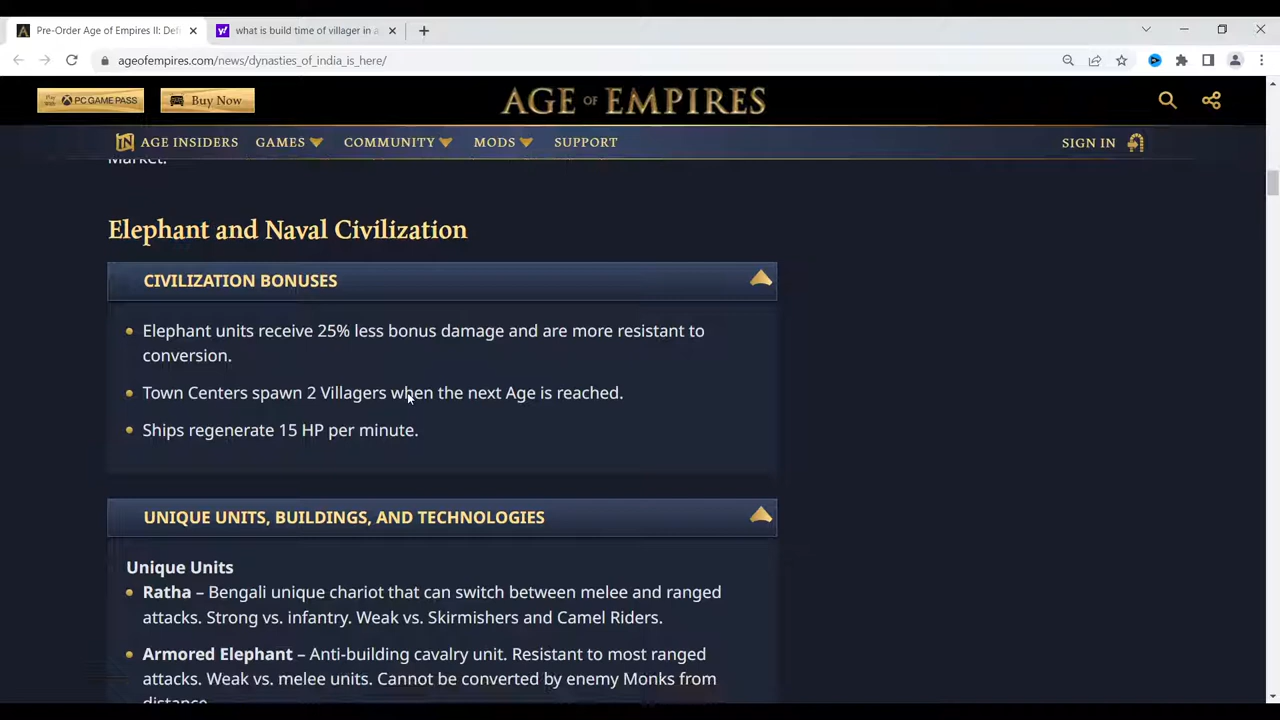 Pre-Order Age of Empires II: Defi
what is build time of villager in a
ageofempires.com/news/dynasties_of_india_is_here/
Play with PC GAME PASS
Buy Now
AGE OF EMPIRES
IN AGE INSIDERS GAMES COMMUNITY MODS SUPPORT SIGN IN
Market.
Elephant and Naval Civilization
CIVILIZATION BONUSES
Elephant units receive 25% less bonus damage and are more resistant to
conversion.
Town Centers spawn 2 Villagers when the next Age is reached.
Ships regenerate 15 HP per minute.
UNIQUE UNITS, BUILDINGS, AND TECHNOLOGIES
Unique Units
Ratha – Bengali unique chariot that can switch between melee and ranged
attacks. Strong vs. infantry. Weak vs. Skirmishers and Camel Riders.
Armored Elephant – Anti-building cavalry unit. Resistant to most ranged
attacks. Weak vs. melee units. Cannot be converted by enemy Monks from
distance.